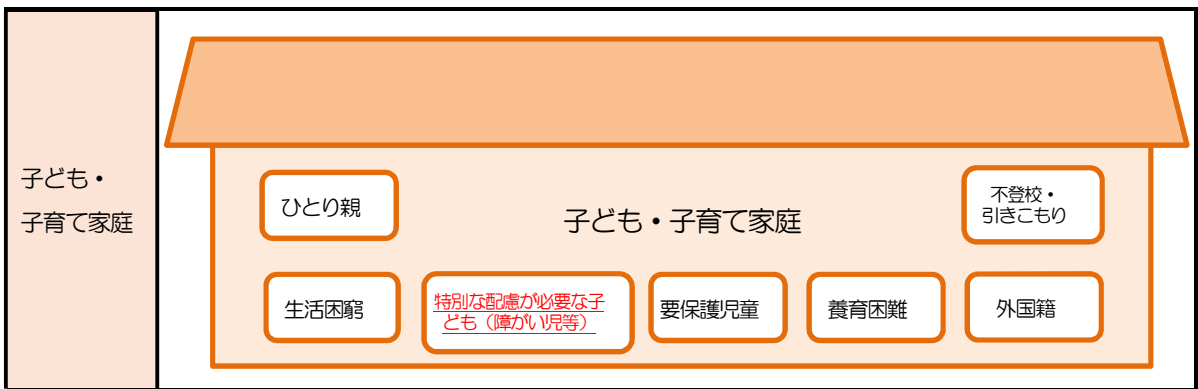 子ども・
子育て家庭
ひとり親
子ども・子育て家庭
不登校・
引きこもり
生活困窮
特別な配慮が必要な子
ども（障がい児等）
要保護児童
養育困難
外国籍